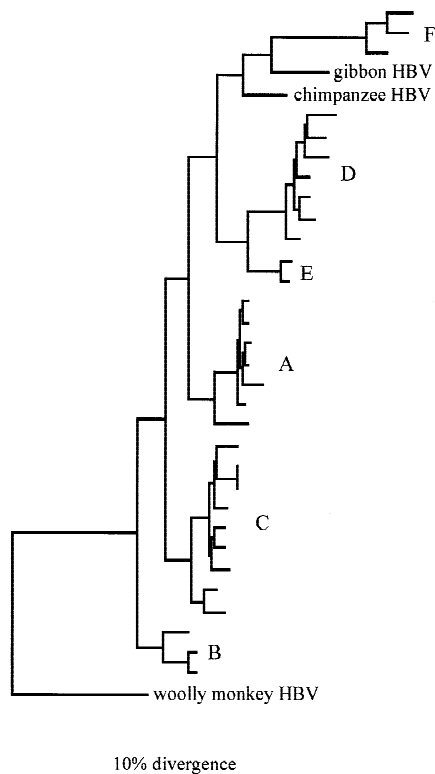 F
gibbon HBV
chimpanzee HBV
D
E
A
C
B
woolly monkey HBV
10% divergence